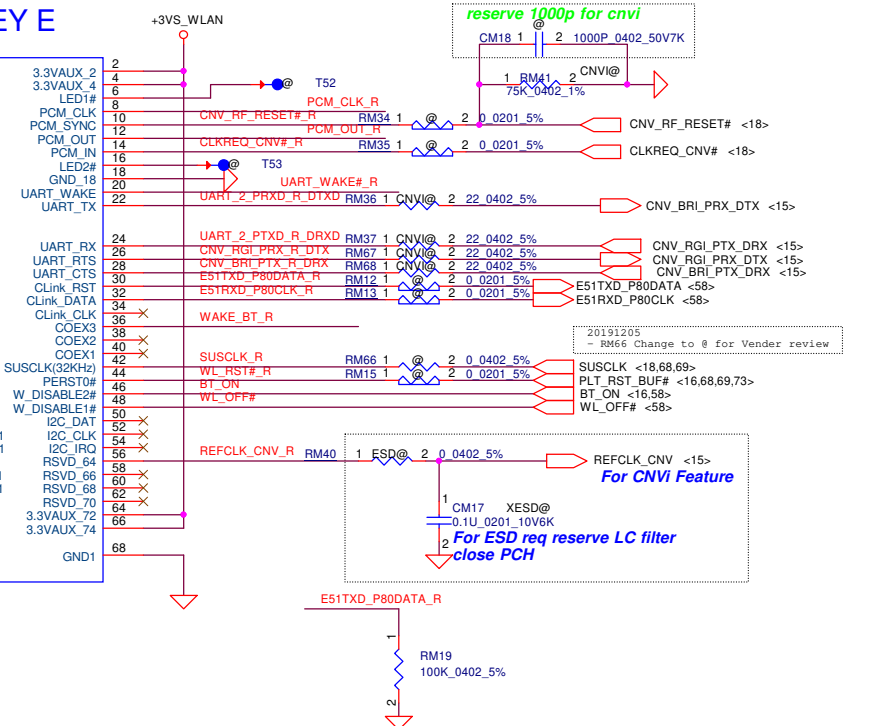 EY E
+3VS_WLAN
reserve 1000p for cnvi
@
CM18 1 2 1000P_0402_50V7K
1 RM41 2 CNVI@
75K_0402_1%
3.3VAUX_2 2
3.3VAUX_4 4
LED1# 6 @ T52
PCM_CLK 8 PCM_CLK_R
PCM_SYNC 10 CNV_RF_RESET#_R RM34 1 @ 2 0_0201_5% CNV_RF_RESET# <18>
PCM_OUT 12 PCM_OUT_R
PCM_IN 14 CLKREQ_CNV#_R RM35 1 @ 2 0_0201_5% CLKREQ_CNV# <18>
LED2# 16 @ T53
GND_18 18
UART_WAKE 20 UART_WAKE#_R
UART_TX 22 UART_2_PRXD_R_DTXD RM36 1 CNVI@ 2 22_0402_5% CNV_BRI_PRX_DTX <15>
UART_RX 24 UART_2_PTXD_R_DRXD RM37 1 CNVI@ 2 22_0402_5% CNV_RGI_PTX_DRX <15>
UART_RTS 26 CNV_RGI_PRX_R_DTX RM67 1 CNVI@ 2 22_0402_5% CNV_RGI_PRX_DTX <15>
UART_CTS 28 CNV_BRI_PTX_R_DRX RM68 1 CNVI@ 2 22_0402_5% CNV_BRI_PTX_DRX <15>
CLink_RST 30 E51TXD_P80DATA_R RM12 1 @ 2 0_0201_5% E51TXD_P80DATA <58>
CLink_DATA 32 E51RXD_P80CLK_R RM13 1 @ 2 0_0201_5% E51RXD_P80CLK <58>
CLink_CLK 34
COEX3 36 WAKE_BT_R
COEX2 38
COEX1 40
20191205
- RM66 Change to @ for Vender review
SUSCLK(32KHz) 42 SUSCLK_R RM66 1 @ 2 0_0402_5% SUSCLK <18,68,69>
PERST0# 44 WL_RST#_R RM15 1 @ 2 0_0201_5% PLT_RST_BUF# <16,68,69,73>
W_DISABLE2# 46 BT_ON BT_ON <16,58>
W_DISABLE1# 48 WL_OFF# WL_OFF# <58>
I2C_DAT 50
I2C_CLK 52
I2C_IRQ 54
RSVD_64 56 REFCLK_CNV_R RM40 1 ESD@ 2 0_0402_5% REFCLK_CNV <15>
RSVD_66 58
RSVD_68 60
RSVD_70 62
3.3VAUX_72 64
3.3VAUX_74 66
GND1 68
For CNVi Feature
1
CM17 XESD@
0.1U_0201_10V6K
2
For ESD req reserve LC filter
close PCH
E51TXD_P80DATA_R
1
RM19
100K_0402_5%
2